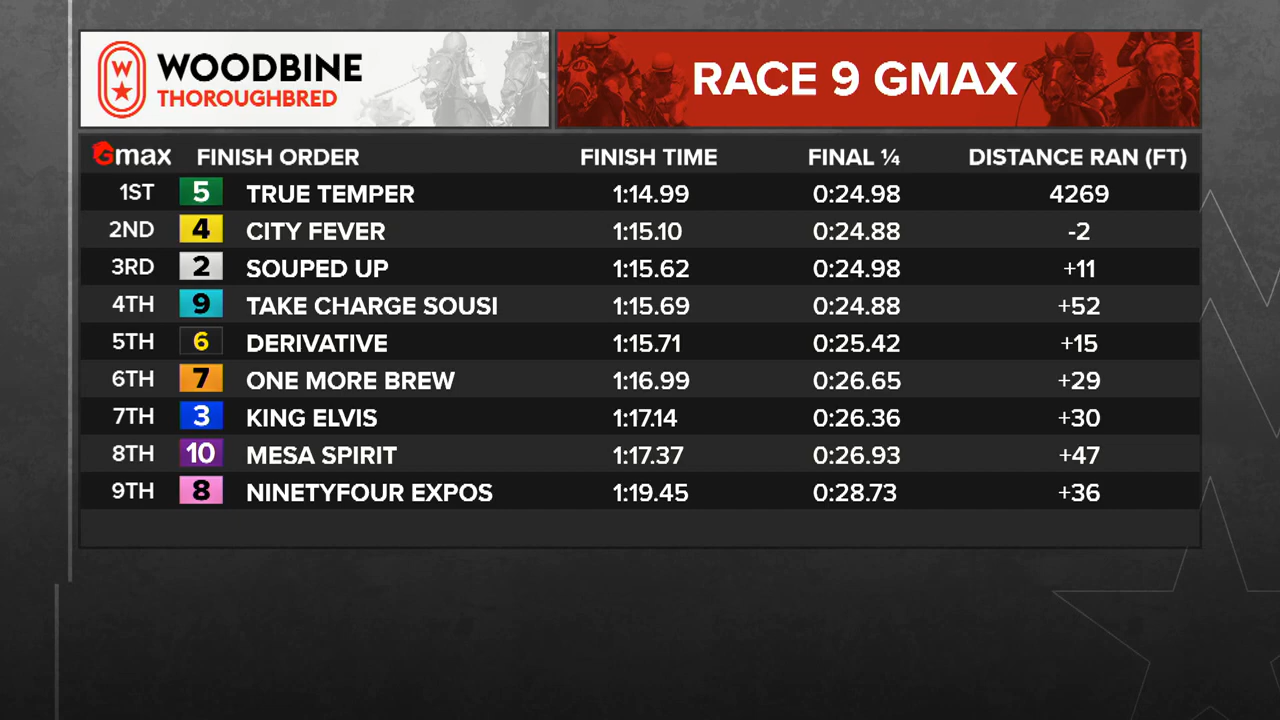 W
WOODBINE
THOROUGHBRED
RACE 9 GMAX
Gmax FINISH ORDER FINISH TIME FINAL ¼ DISTANCE RAN (FT)
1ST 5 TRUE TEMPER 1:14.99 0:24.98 4269
2ND 4 CITY FEVER 1:15.10 0:24.88 -2
3RD 2 SOUPED UP 1:15.62 0:24.98 +11
4TH 9 TAKE CHARGE SOUSI 1:15.69 0:24.88 +52
5TH 6 DERIVATIVE 1:15.71 0:25.42 +15
6TH 7 ONE MORE BREW 1:16.99 0:26.65 +29
7TH 3 KING ELVIS 1:17.14 0:26.36 +30
8TH 10 MESA SPIRIT 1:17.37 0:26.93 +47
9TH 8 NINETYFOUR EXPOS 1:19.45 0:28.73 +36